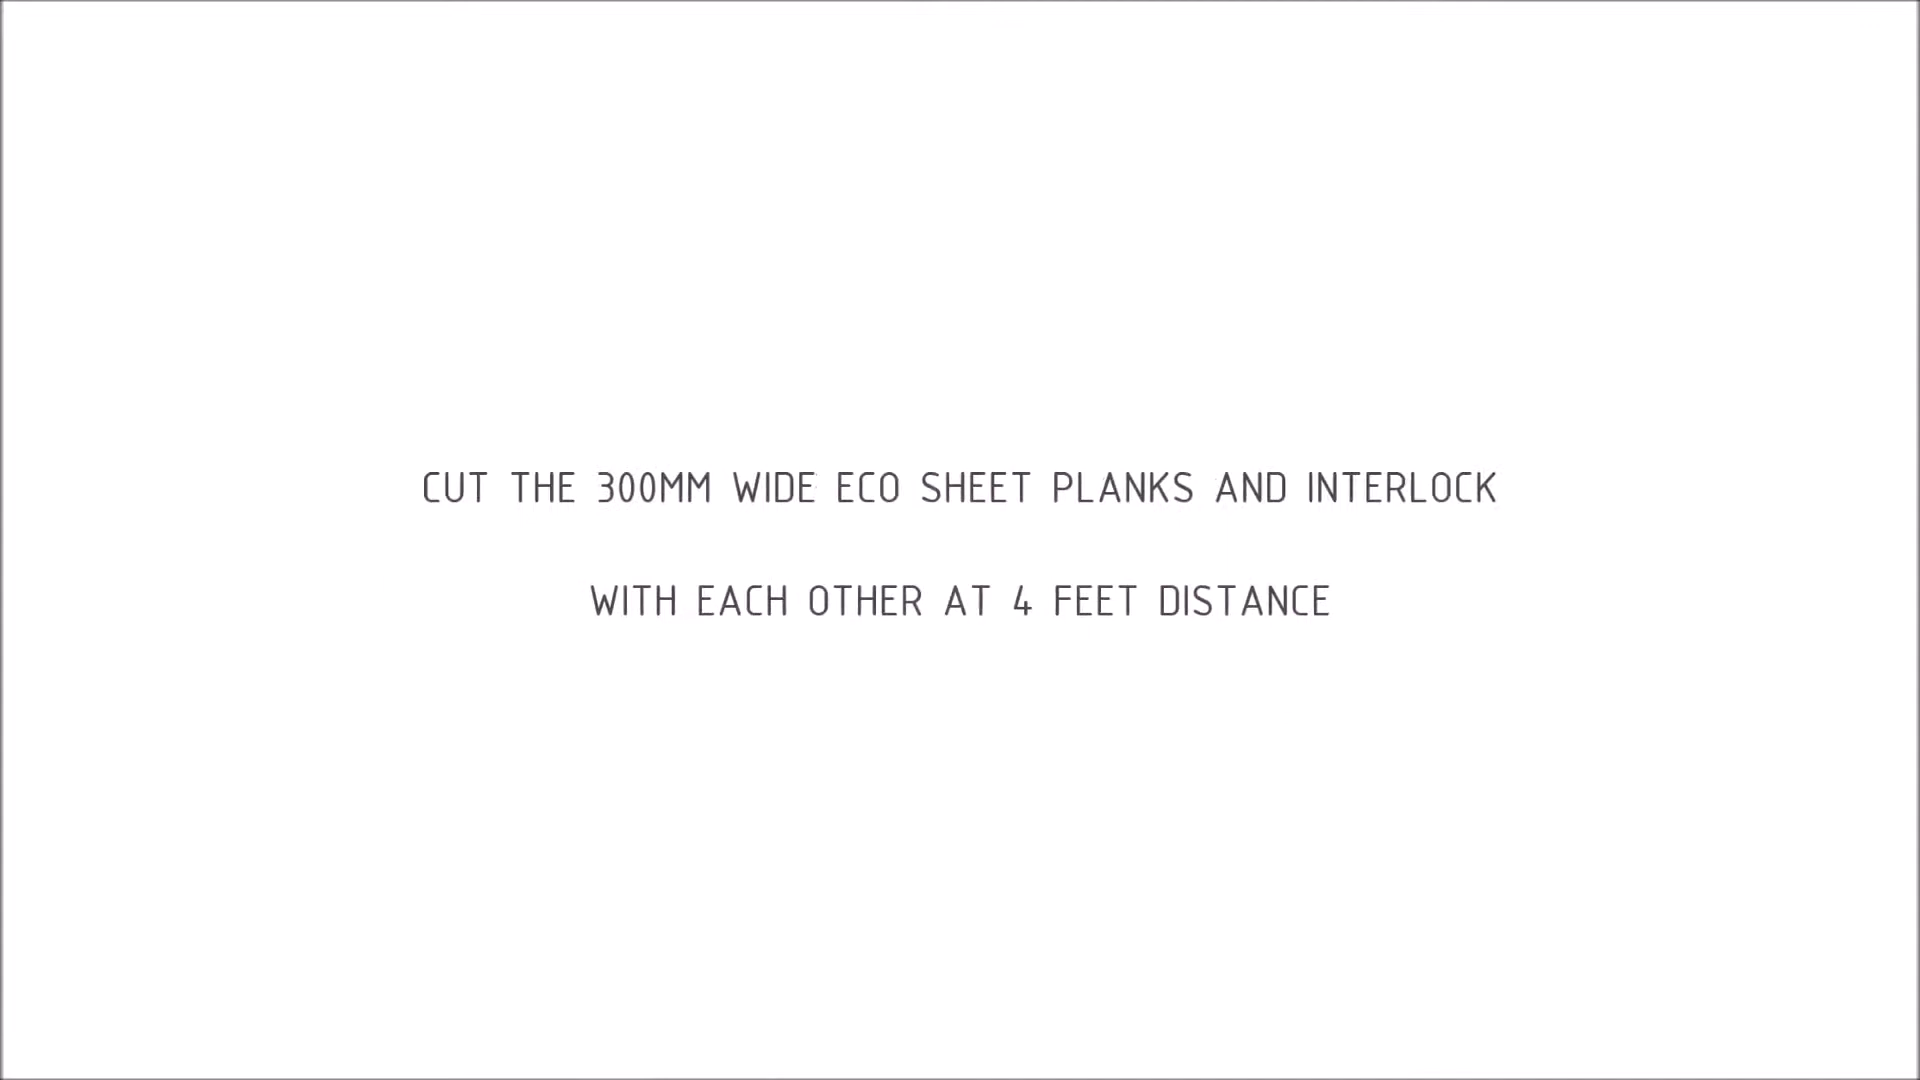 CUT THE 300MM WIDE ECO SHEET PLANKS AND INTERLOCK
WITH EACH OTHER AT 4 FEET DISTANCE